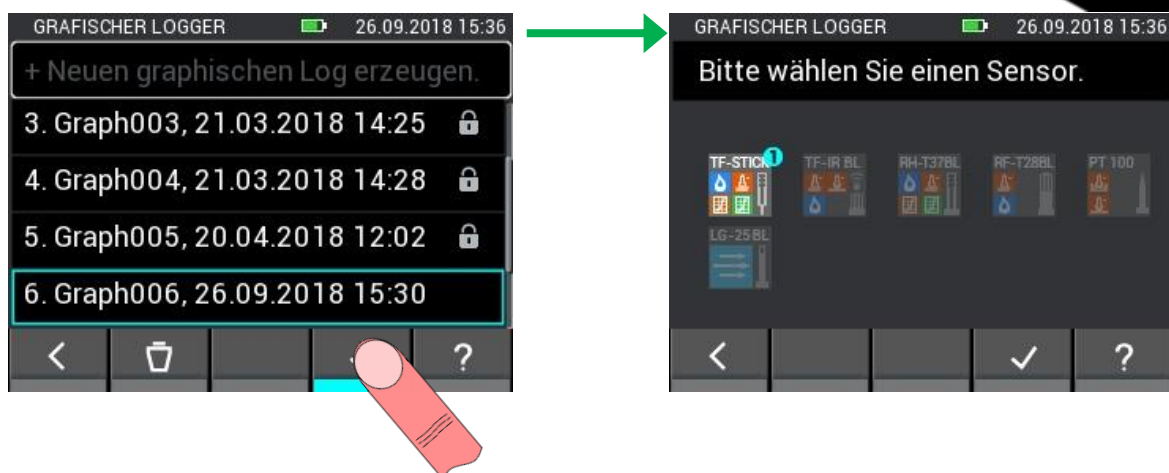 GRAFISCHER LOGGER 26.09.2018 15:36
+ Neuen graphischen Log erzeugen.
3. Graph003, 21.03.2018 14:25
4. Graph004, 21.03.2018 14:28
5. Graph005, 20.04.2018 12:02
6. Graph006, 26.09.2018 15:30
?
GRAFISCHER LOGGER 26.09.2018 15:36
Bitte wählen Sie einen Sensor.
TF-STICK 1 TF-IR BL RH-T37BL RF-T28BL PT 100
LG-25BL
?